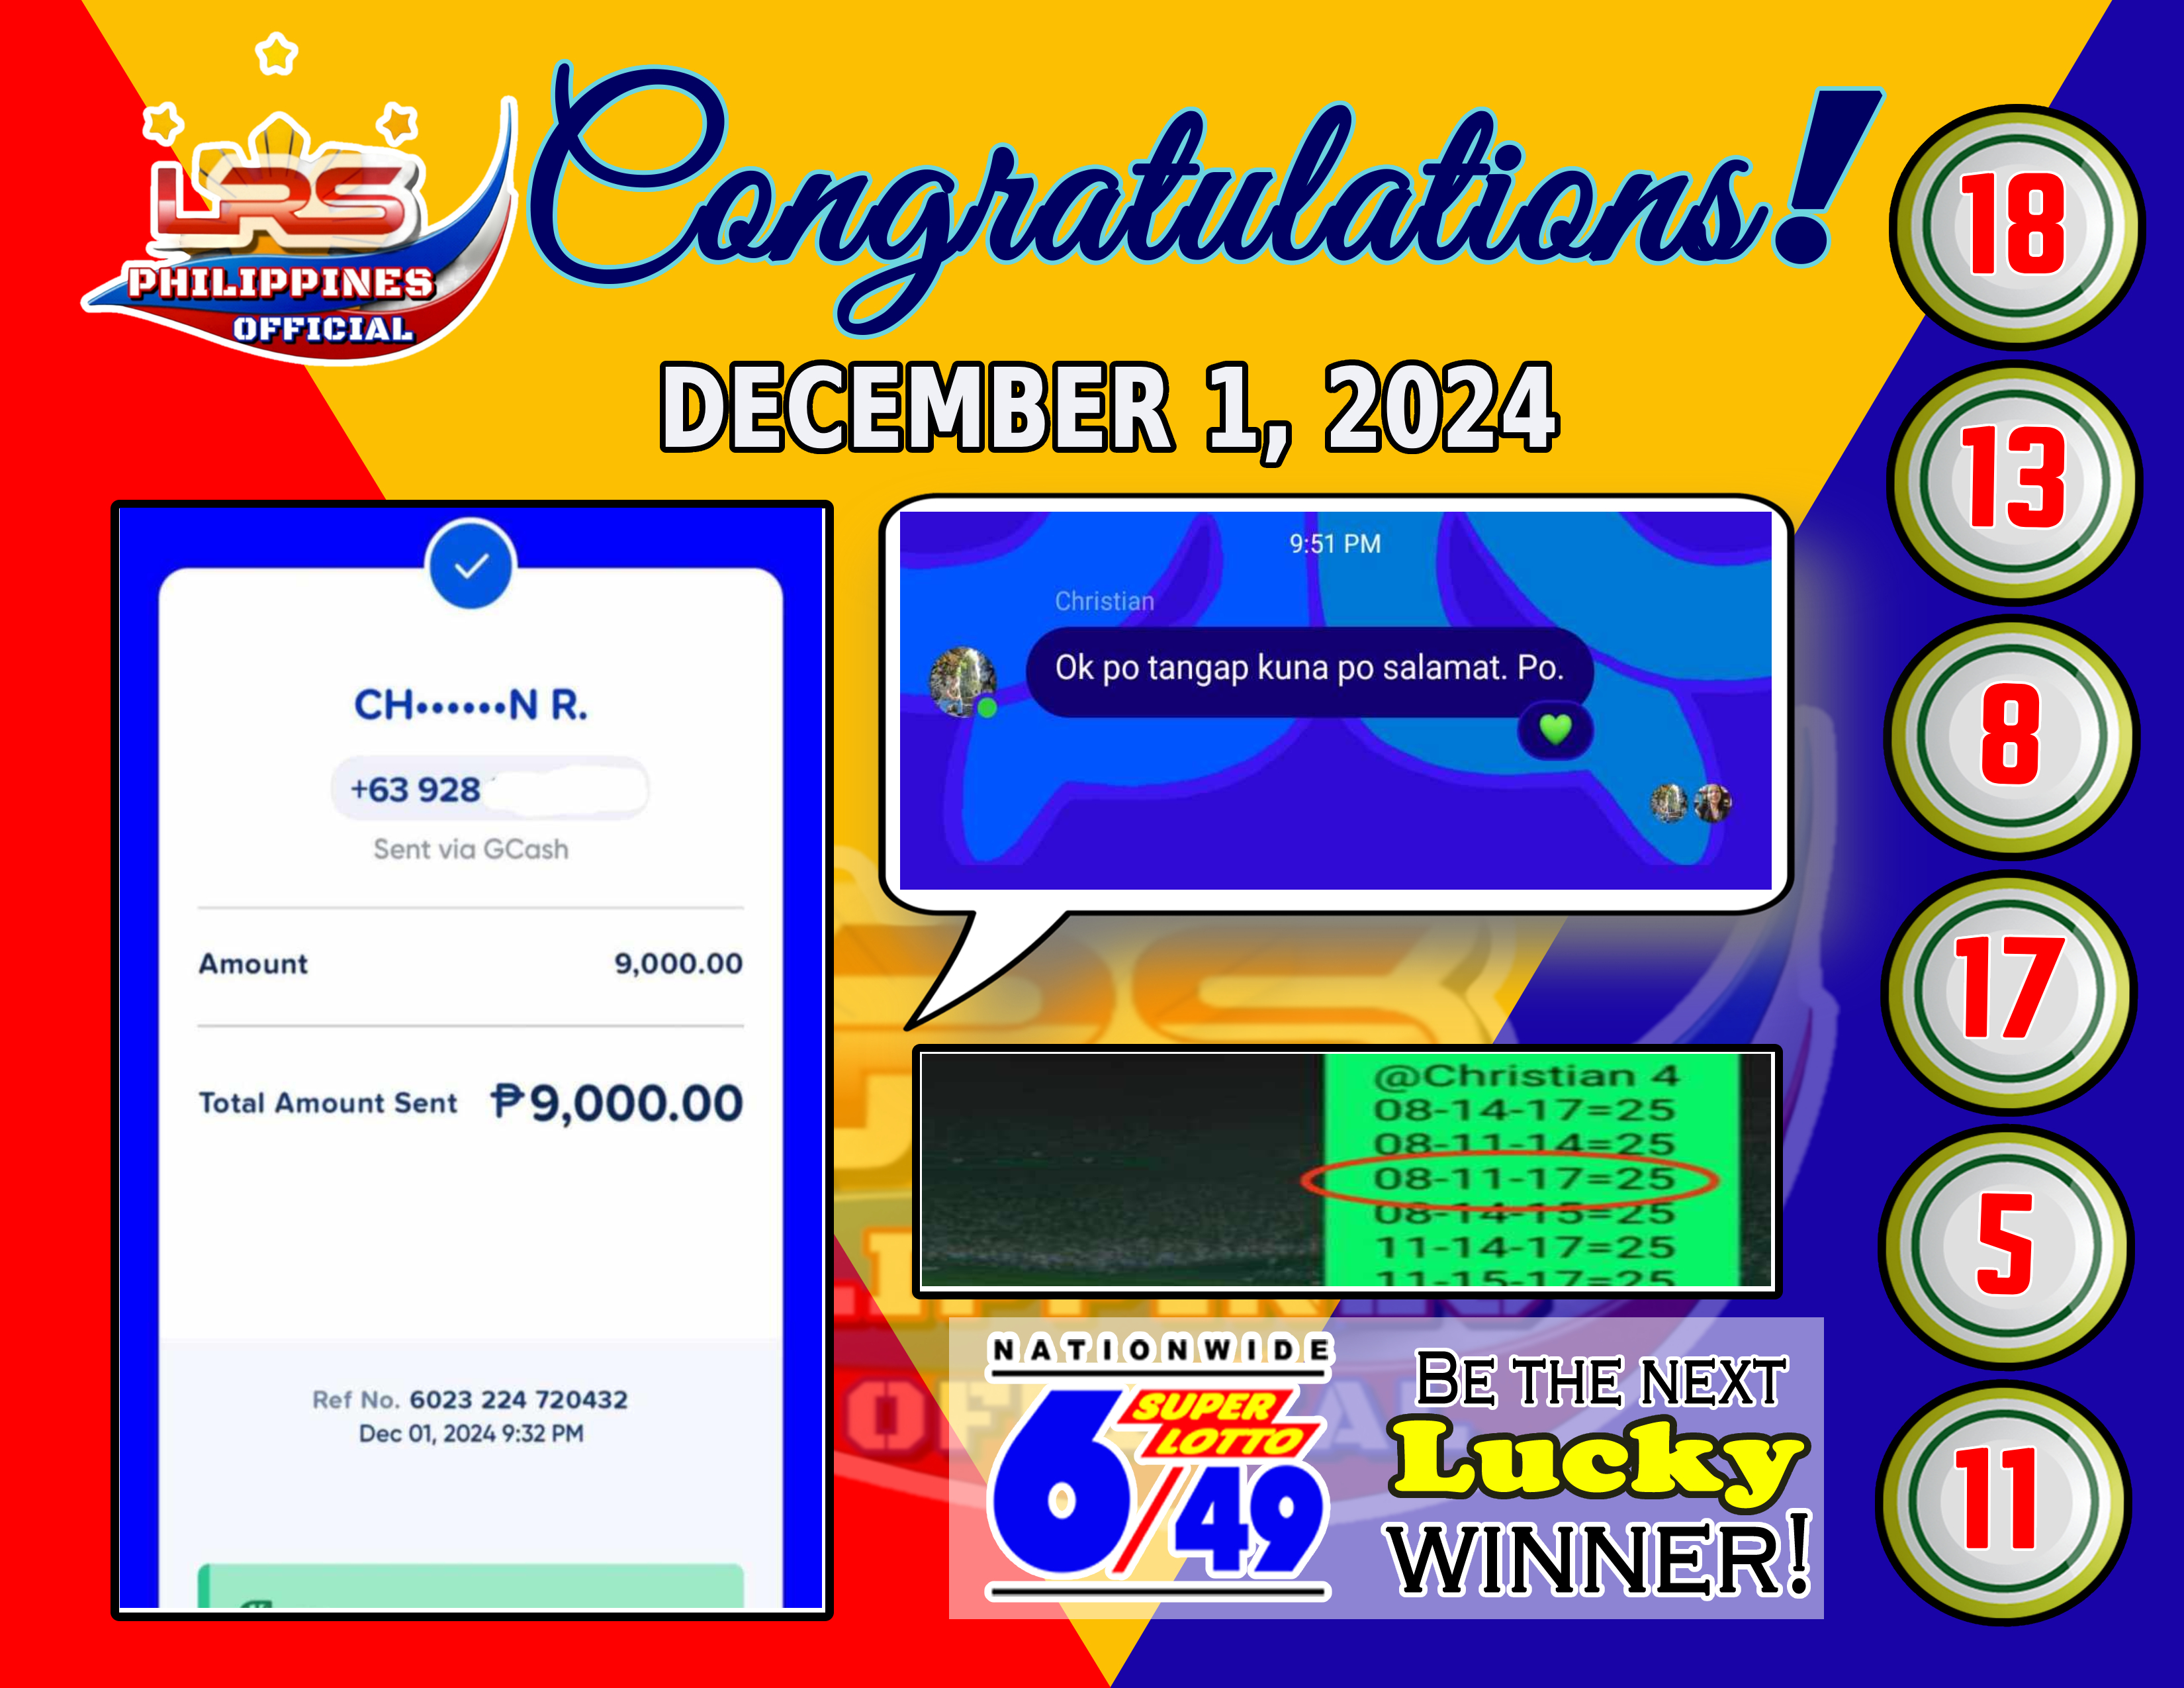 LRS
PHILIPPINES
OFFICIAL
Congratulations!
DECEMBER 1, 2024
CH••••••N R.
+63 928
Sent via GCash
Amount 9,000.00
Total Amount Sent ₱9,000.00
Ref No. 6023 224 720432
Dec 01, 2024 9:32 PM
9:51 PM
Christian
Ok po tangap kuna po salamat. Po.
@Christian 4
08-14-17=25
08-11-14=25
08-11-17=25
08-14-15=25
11-14-17=25
11-15-17=25
NATIONWIDE
SUPER
LOTTO
6/49
BE THE NEXT
Lucky
WINNER!
18
13
8
17
5
11